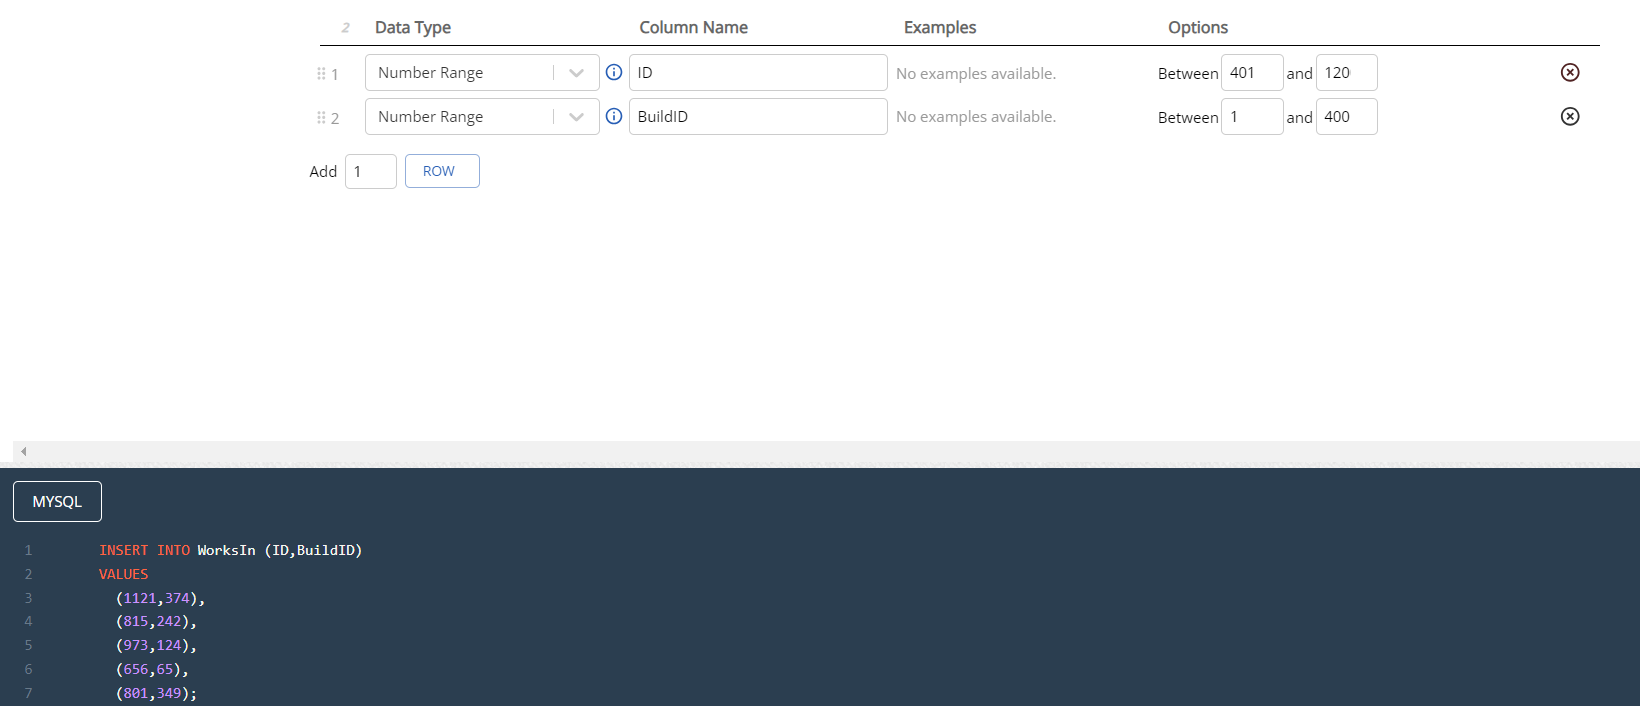 2 Data Type Column Name Examples Options
1 Number Range ID No examples available. Between 401 and 120
2 Number Range BuildID No examples available. Between 1 and 400
Add 1 ROW
MYSQL
1 INSERT INTO WorksIn (ID,BuildID)
2 VALUES
3 (1121,374),
4 (815,242),
5 (973,124),
6 (656,65),
7 (801,349);